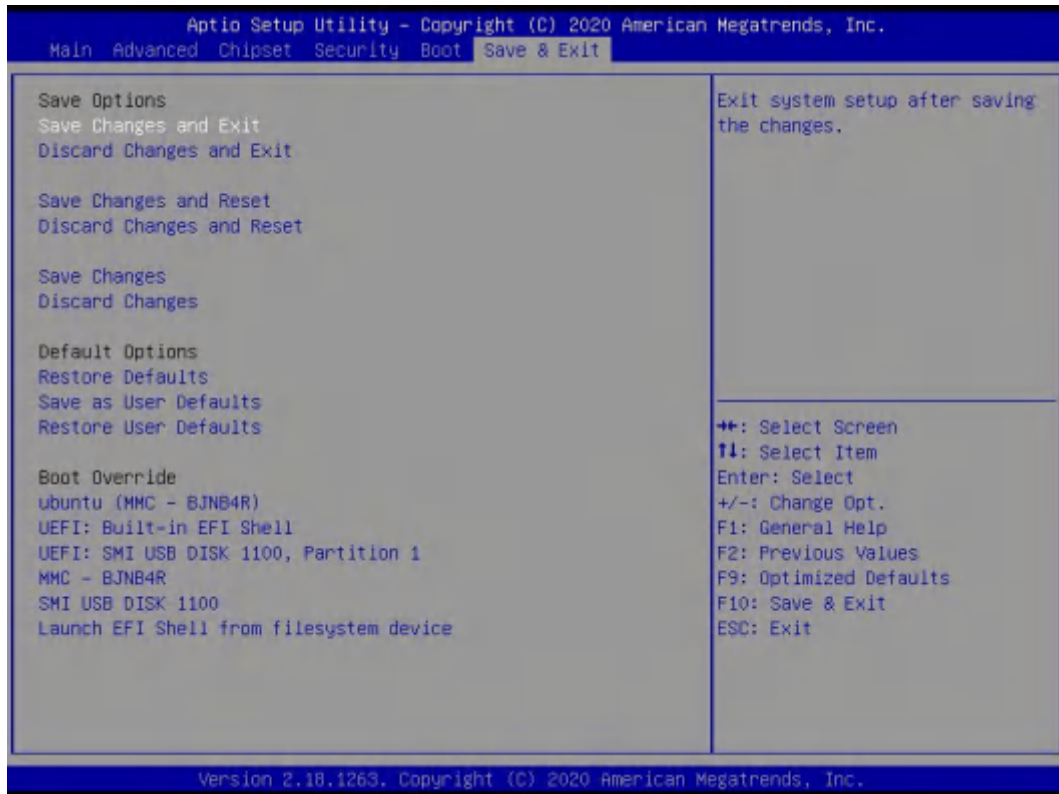 Aptio Setup Utility – Copyright (C) 2020 American Megatrends, Inc.
Main Advanced Chipset Security Boot Save & Exit
Save Options
Save Changes and Exit
Discard Changes and Exit
Save Changes and Reset
Discard Changes and Reset
Save Changes
Discard Changes
Default Options
Restore Defaults
Save as User Defaults
Restore User Defaults
Boot Override
ubuntu (MMC – BJNB4R)
UEFI: Built-in EFI Shell
UEFI: SMI USB DISK 1100, Partition 1
MMC – BJNB4R
SMI USB DISK 1100
Launch EFI Shell from filesystem device
Exit system setup after saving
the changes.
→←: Select Screen
↑↓: Select Item
Enter: Select
+/-: Change Opt.
F1: General Help
F2: Previous Values
F9: Optimized Defaults
F10: Save & Exit
ESC: Exit
Version 2.18.1263. Copyright (C) 2020 American Megatrends, Inc.